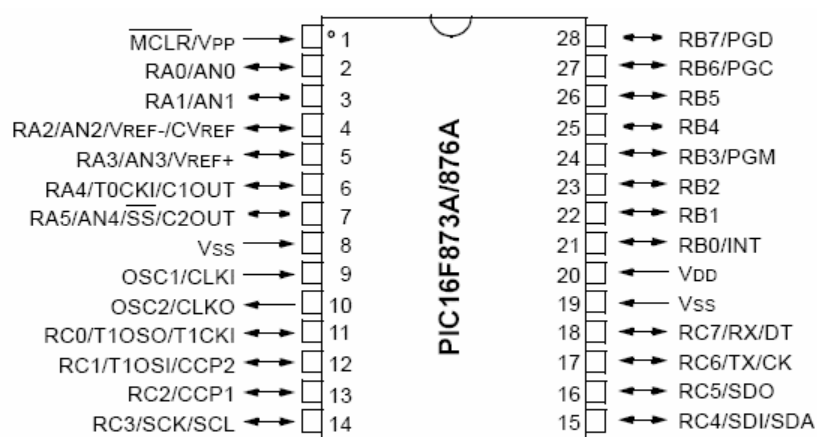 MCLR/VPP 1 28 RB7/PGD
RA0/AN0 2 27 RB6/PGC
RA1/AN1 3 26 RB5
RA2/AN2/VREF-/CVREF 4 25 RB4
RA3/AN3/VREF+ 5 24 RB3/PGM
RA4/T0CKI/C1OUT 6 23 RB2
RA5/AN4/SS/C2OUT 7 22 RB1
VSS 8 21 RB0/INT
OSC1/CLKI 9 20 VDD
OSC2/CLKO 10 19 VSS
RC0/T1OSO/T1CKI 11 18 RC7/RX/DT
RC1/T1OSI/CCP2 12 17 RC6/TX/CK
RC2/CCP1 13 16 RC5/SDO
RC3/SCK/SCL 14 15 RC4/SDI/SDA
PIC16F873A/876A